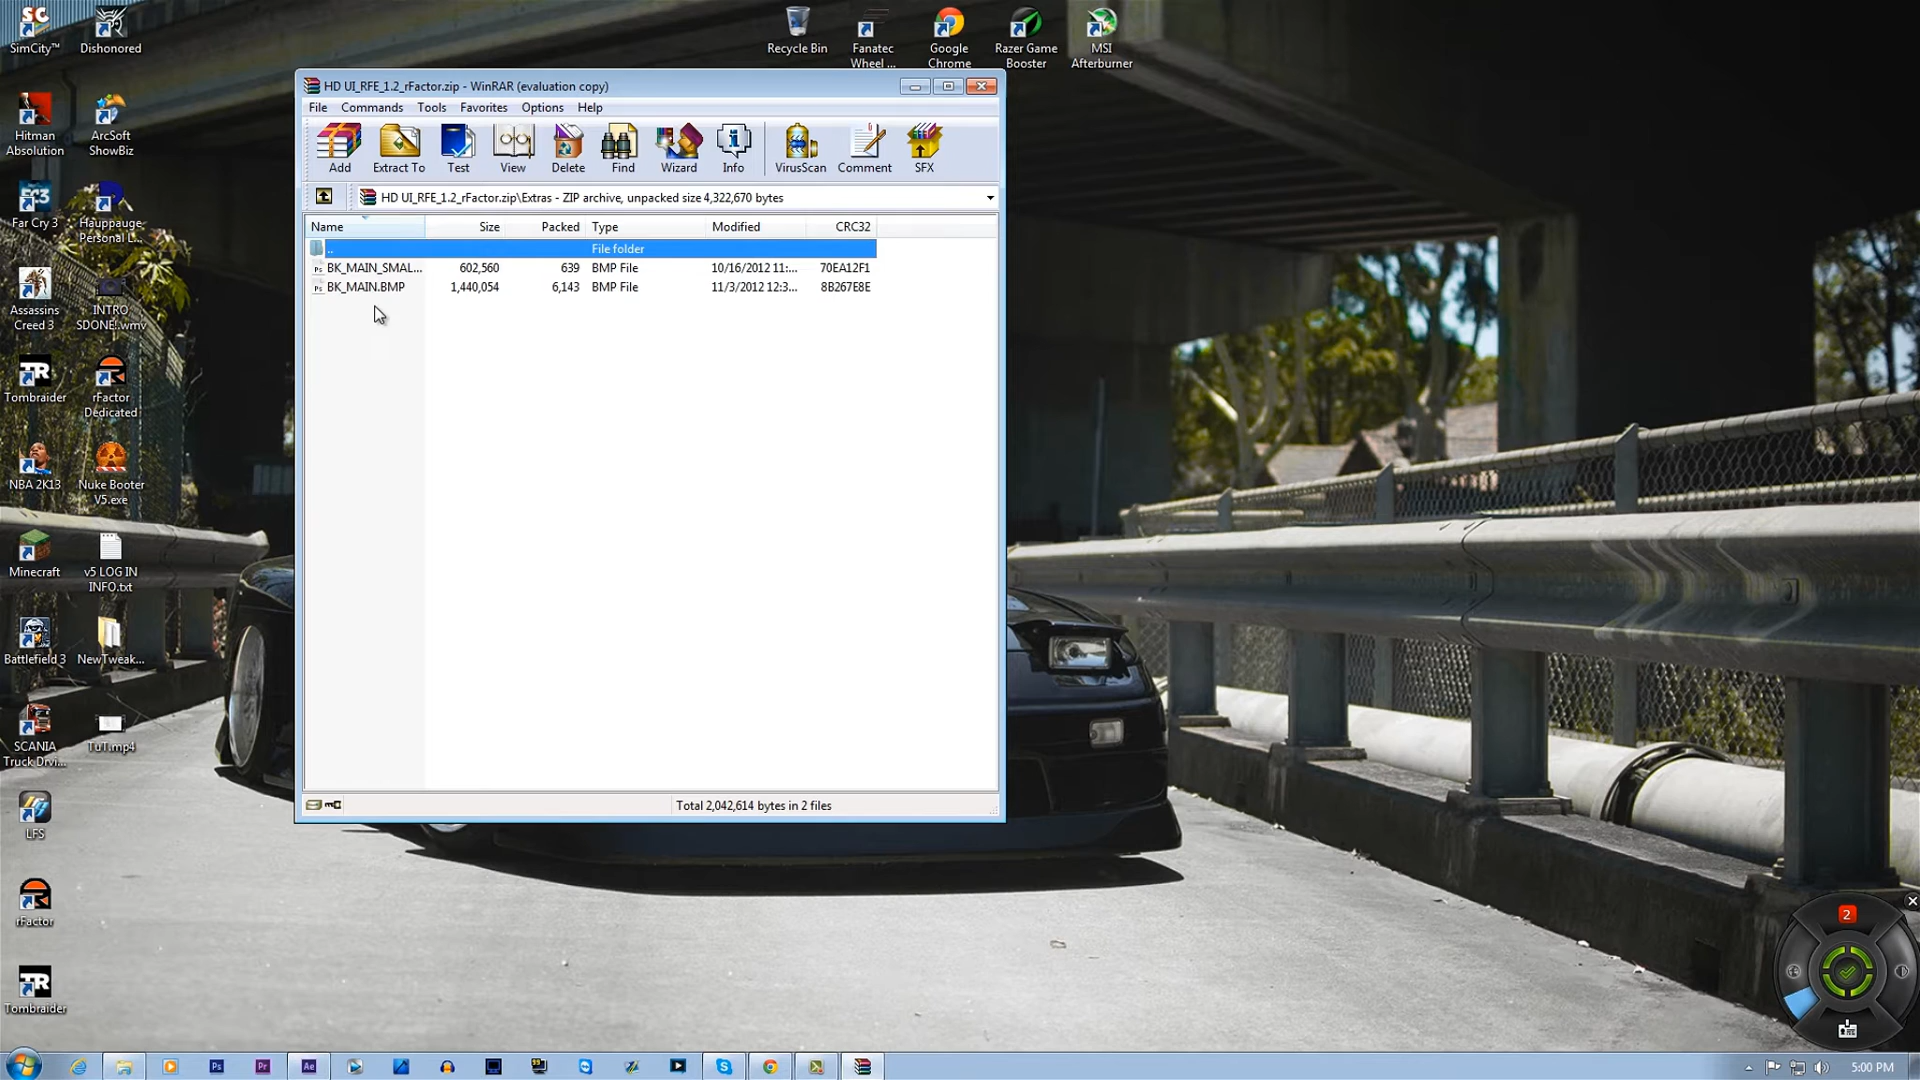 SimCity™
Dishonored
Recycle Bin
Fanatec
Wheel ...
Google
Chrome
Razer Game
Booster
MSI
Afterburner
HD UI_RFE_1.2_rFactor.zip - WinRAR (evaluation copy)
File Commands Tools Favorites Options Help
Add Extract To Test View Delete Find Wizard Info VirusScan Comment SFX
HD UI_RFE_1.2_rFactor.zip\Extras - ZIP archive, unpacked size 4,322,670 bytes
Name Size Packed Type Modified CRC32
.. File folder
BK_MAIN_SMAL... 602,560 639 BMP File 10/16/2012 11:... 70EA12F1
BK_MAIN.BMP 1,440,054 6,143 BMP File 11/3/2012 12:3... 8B267E8E
Total 2,042,614 bytes in 2 files
Hitman
Absolution
ArcSoft
ShowBiz
Far Cry 3
Hauppauge
Personal L...
Assassins
Creed 3
INTRO
SDONE!.wmv
Tombraider
rFactor
Dedicated
NBA 2K13
Nuke Booter
V5.exe
Minecraft
v5 LOG IN
INFO.txt
Battlefield 3
NewTweak...
SCANIA
Truck Drvi...
TuT.mp4
LFS
rFactor
Tombraider
2
5:00 PM